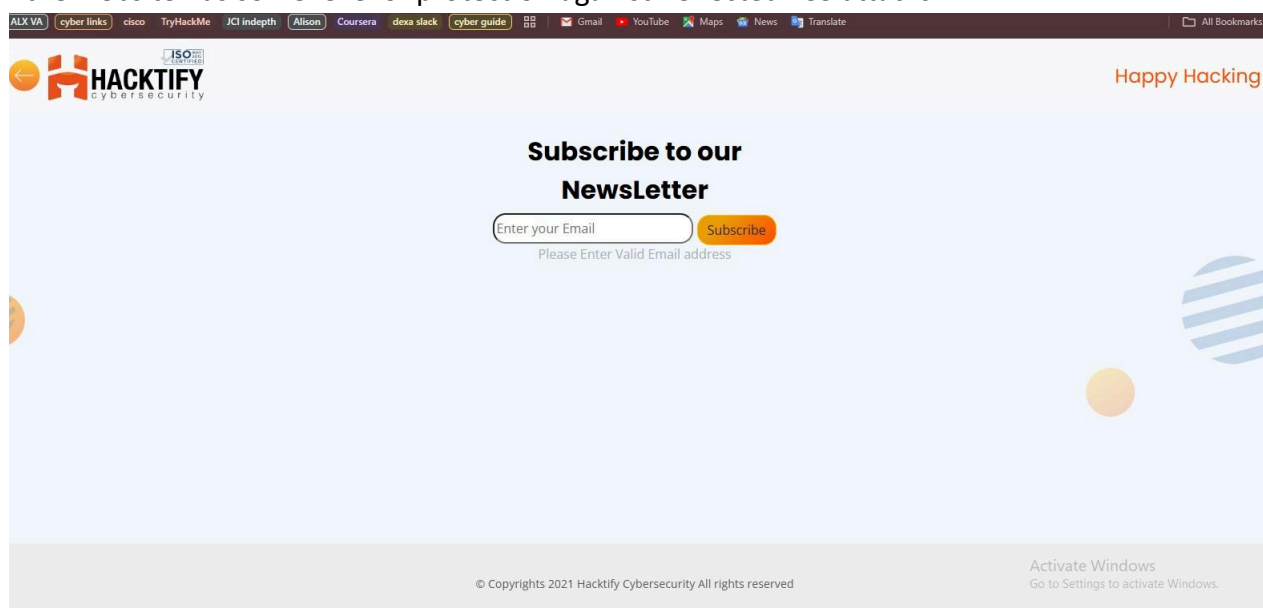 ALX VA cyber links cisco TryHackMe JCI indepth Alison Coursera dexa slack cyber guide Gmail YouTube Maps News Translate All Bookmarks
ISO
CERTIFIED
HACKTIFY
cybersecurity
Happy Hacking
Subscribe to our
NewsLetter
Enter your Email Subscribe
Please Enter Valid Email address
© Copyrights 2021 Hacktify Cybersecurity All rights reserved
Activate Windows
Go to Settings to activate Windows.